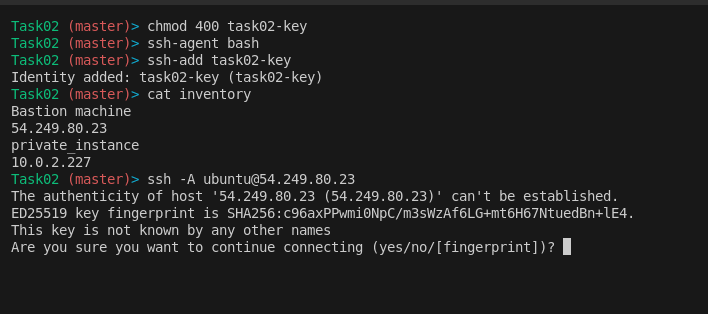 Task02 (master)> chmod 400 task02-key
Task02 (master)> ssh-agent bash
Task02 (master)> ssh-add task02-key
Identity added: task02-key (task02-key)
Task02 (master)> cat inventory
Bastion machine
54.249.80.23
private_instance
10.0.2.227
Task02 (master)> ssh -A ubuntu@54.249.80.23
The authenticity of host '54.249.80.23 (54.249.80.23)' can't be established.
ED25519 key fingerprint is SHA256:c96axPPwmi0NpC/m3sWzAf6LG+mt6H67NtuedBn+lE4.
This key is not known by any other names
Are you sure you want to continue connecting (yes/no/[fingerprint])?